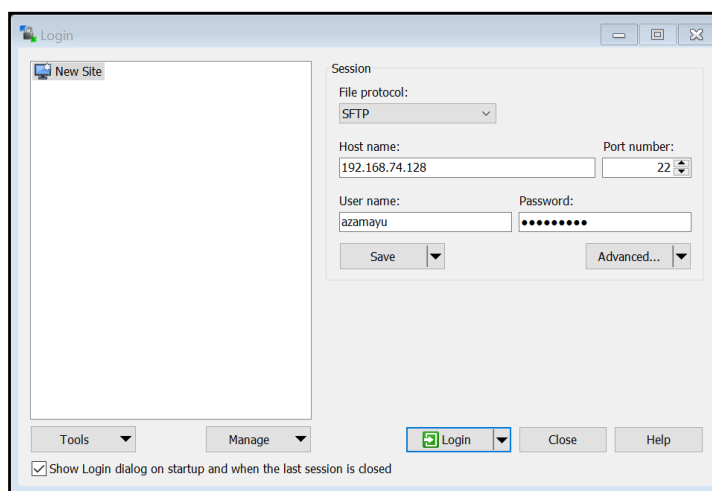 Login
New Site
Session
File protocol:
SFTP
Host name: Port number:
192.168.74.128 22
User name: Password:
azamayu •••••••••
Save Advanced...
Tools Manage Login Close Help
Show Login dialog on startup and when the last session is closed